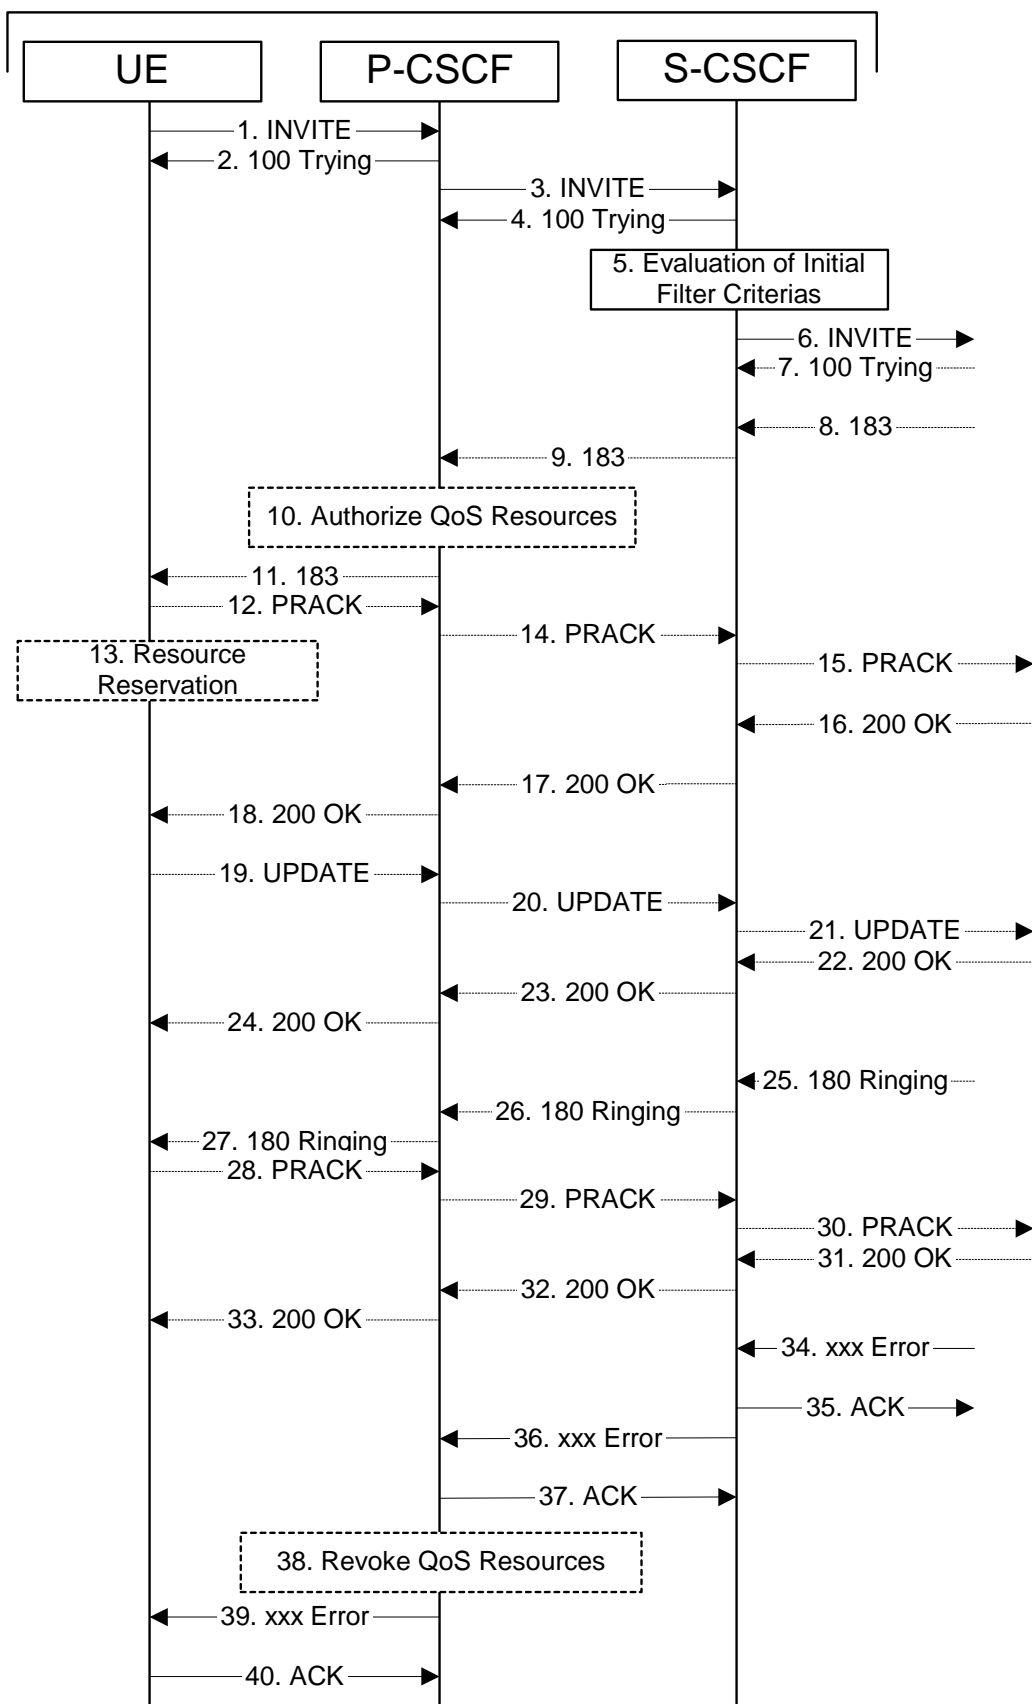 UE
P-CSCF
S-CSCF
1. INVITE
2. 100 Trying
3. INVITE
4. 100 Trying
5. Evaluation of Initial
Filter Criterias
6. INVITE
7. 100 Trying
8. 183
9. 183
10. Authorize QoS Resources
11. 183
12. PRACK
14. PRACK
13. Resource
Reservation
15. PRACK
16. 200 OK
17. 200 OK
18. 200 OK
19. UPDATE
20. UPDATE
21. UPDATE
22. 200 OK
23. 200 OK
24. 200 OK
25. 180 Ringing
26. 180 Ringing
27. 180 Ringing
28. PRACK
29. PRACK
30. PRACK
31. 200 OK
32. 200 OK
33. 200 OK
34. xxx Error
35. ACK
36. xxx Error
37. ACK
38. Revoke QoS Resources
39. xxx Error
40. ACK